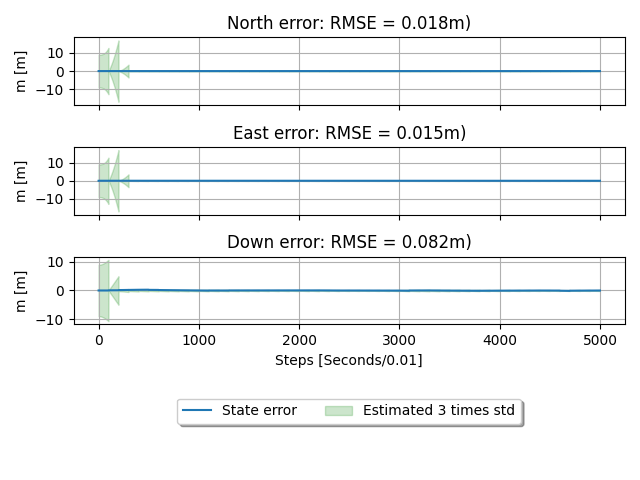 North error: RMSE = 0.018m)
m [m]
10
0
−10
East error: RMSE = 0.015m)
m [m]
10
0
−10
Down error: RMSE = 0.082m)
m [m]
10
0
−10
0 1000 2000 3000 4000 5000
Steps [Seconds/0.01]
State error Estimated 3 times std